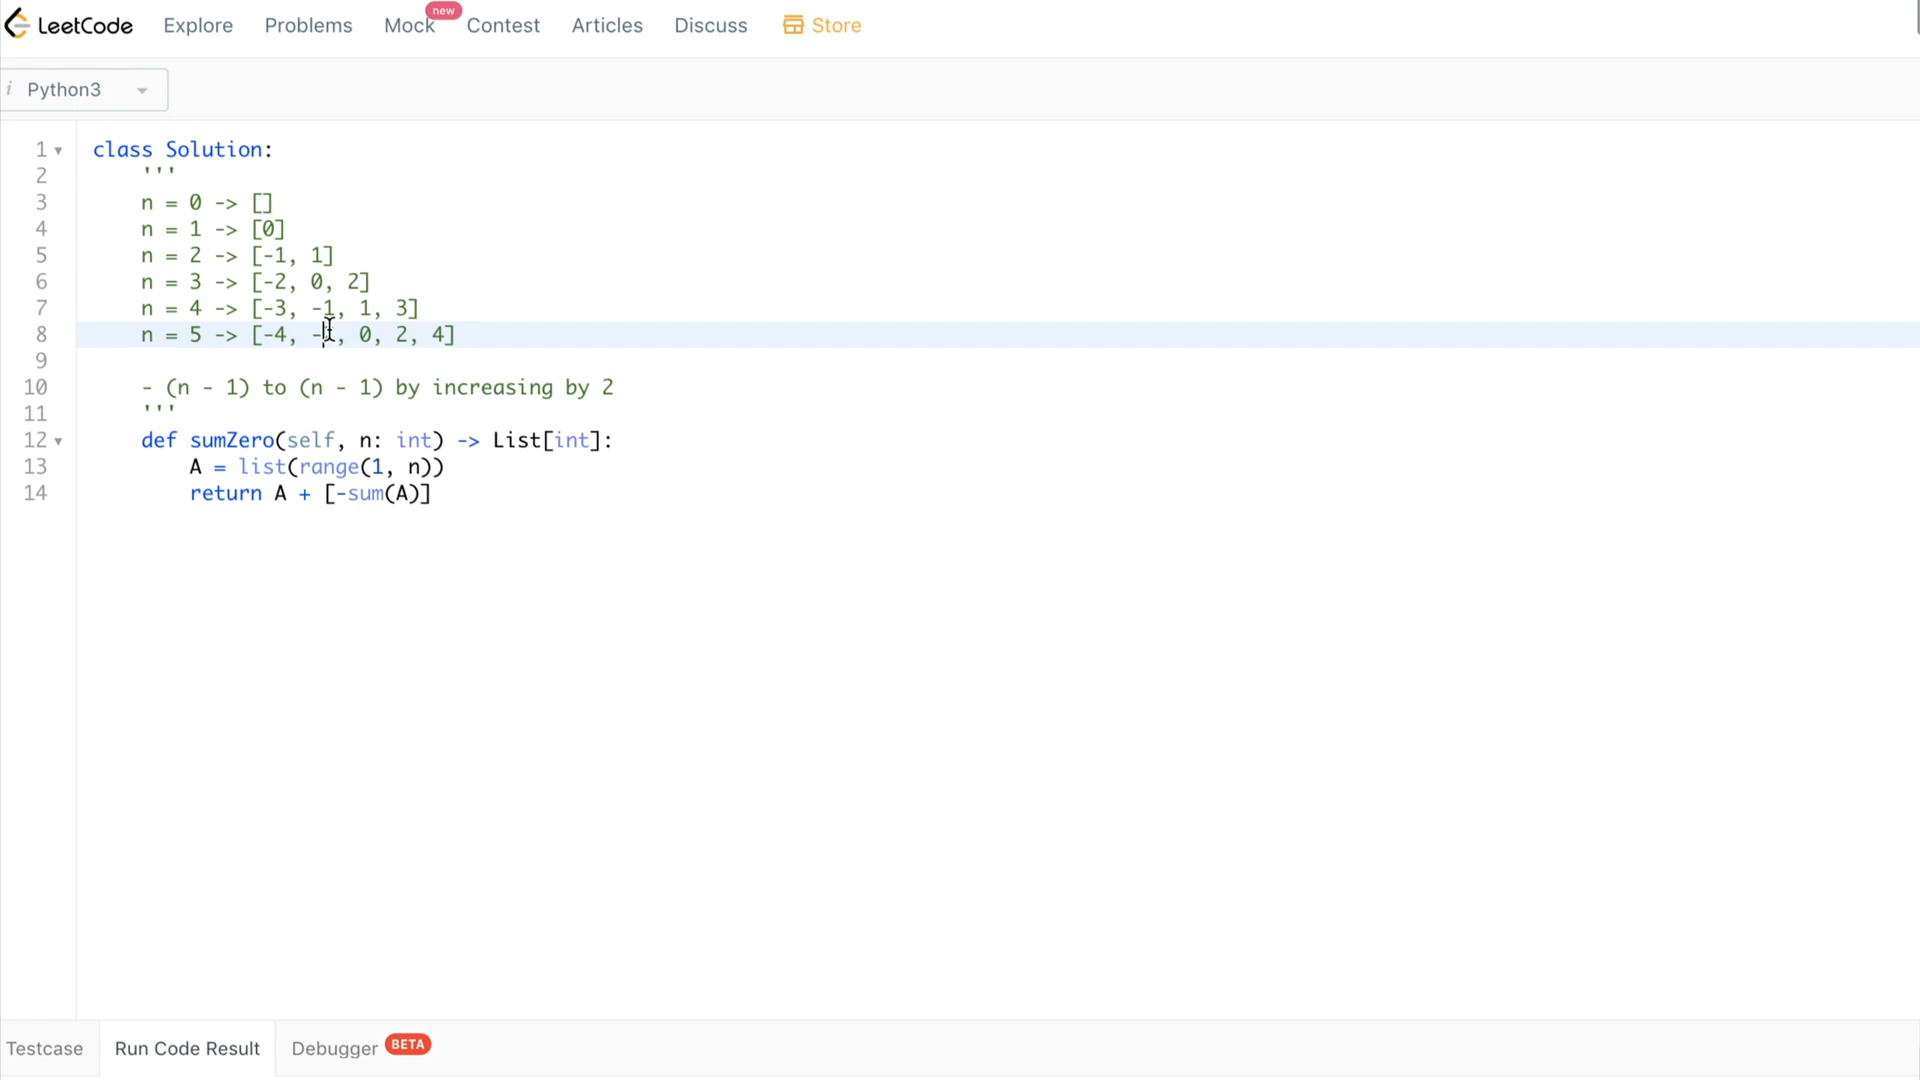 LeetCode Explore Problems Mock new Contest Articles Discuss Store
i Python3
1 class Solution:
2 '''
3 n = 0 -> []
4 n = 1 -> [0]
5 n = 2 -> [-1, 1]
6 n = 3 -> [-2, 0, 2]
7 n = 4 -> [-3, -1, 1, 3]
8 n = 5 -> [-4, - , 0, 2, 4]
9
10 - (n - 1) to (n - 1) by increasing by 2
11 '''
12 def sumZero(self, n: int) -> List[int]:
13 A = list(range(1, n))
14 return A + [-sum(A)]
Testcase Run Code Result Debugger BETA